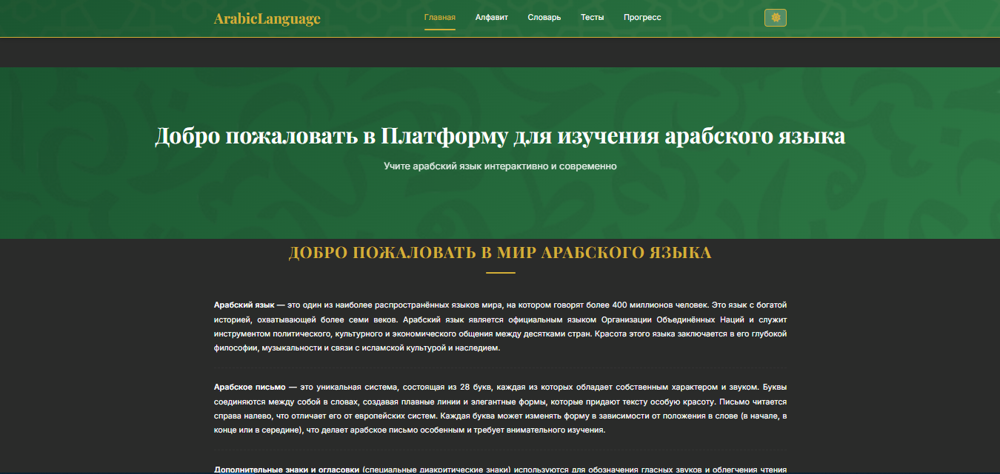 ArabicLanguage
Главная Алфавит Словарь Тесты Прогресс
Добро пожаловать в Платформу для изучения арабского языка
Учите арабский язык интерактивно и современно
ДОБРО ПОЖАЛОВАТЬ В МИР АРАБСКОГО ЯЗЫКА
Арабский язык — это один из наиболее распространённых языков мира, на котором говорят более 400 миллионов человек. Это язык с богатой
историей, охватывающей более семи веков. Арабский язык является официальным языком Организации Объединённых Наций и служит
инструментом политического, культурного и экономического общения между десятками стран. Красота этого языка заключается в его глубокой
философии, музыкальности и связи с исламской культурой и наследием.
Арабское письмо — это уникальная система, состоящая из 28 букв, каждая из которых обладает собственным характером и звуком. Буквы
соединяются между собой в словах, создавая плавные линии и элегантные формы, которые придают тексту особую красоту. Письмо читается
справа налево, что отличает его от европейских систем. Каждая буква может изменять форму в зависимости от положения в слове (в начале, в
конце или в середине), что делает арабское письмо особенным и требует внимательного изучения.
Дополнительные знаки и огласовки (специальные диакритические знаки) используются для обозначения гласных звуков и облегчения чтения